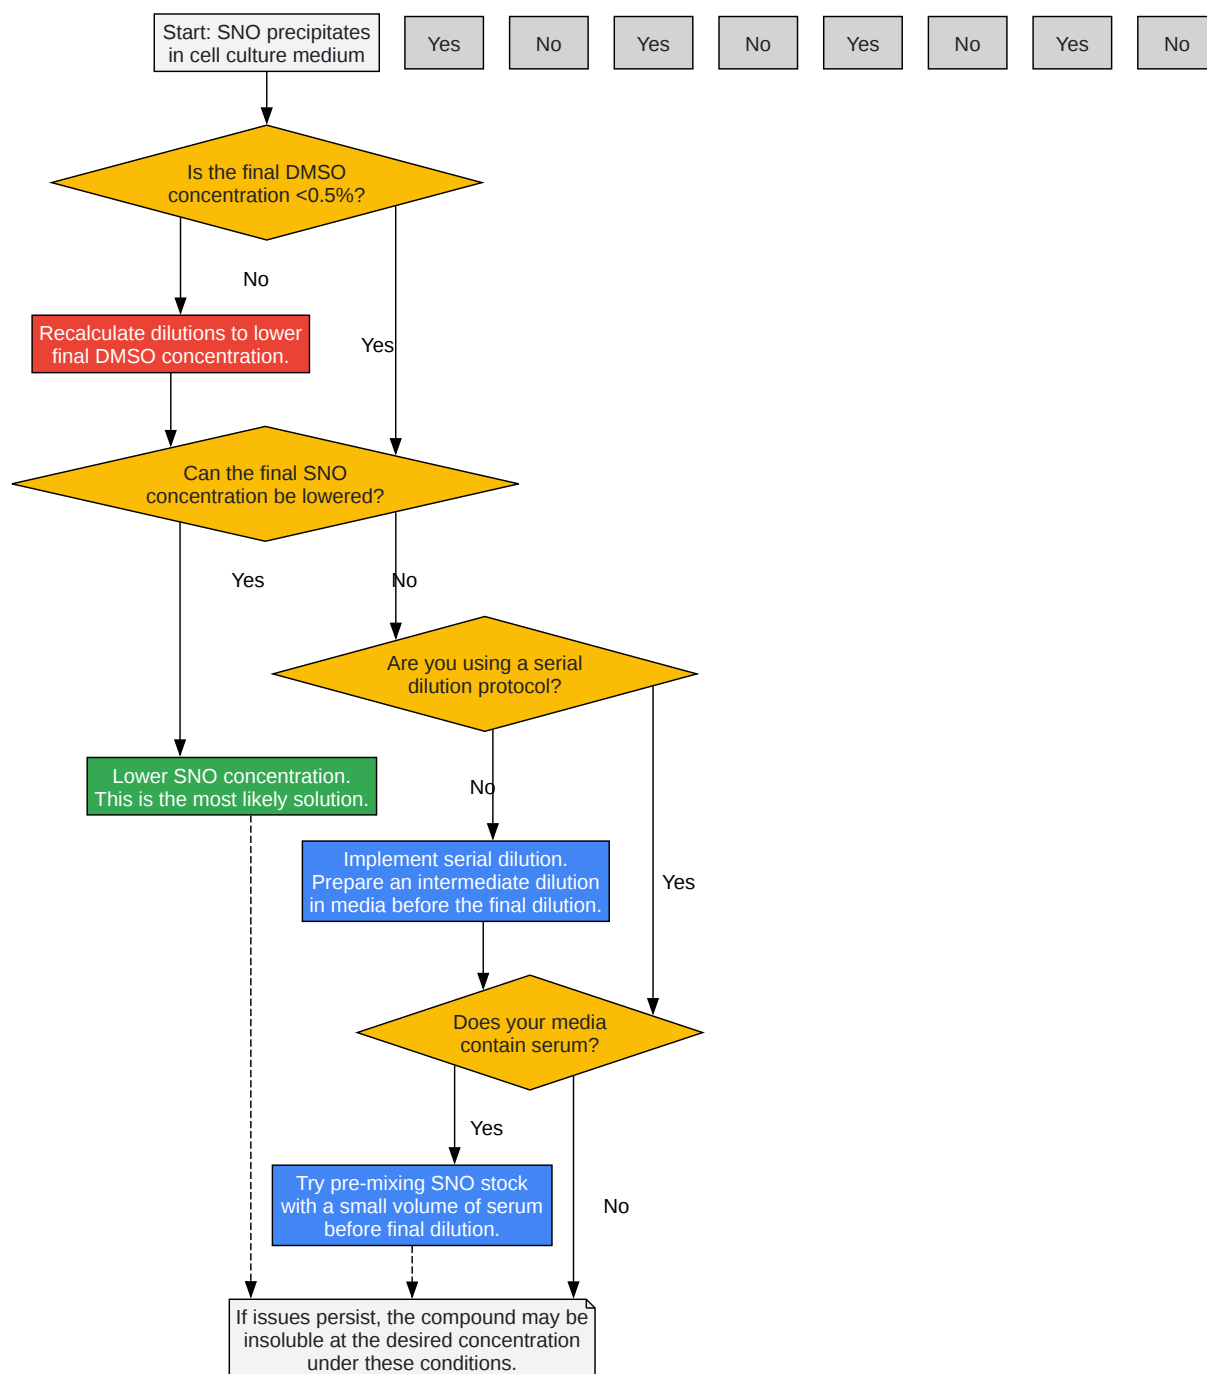 Start: SNO precipitates
in cell culture medium
Yes
No
Yes
No
Yes
No
Yes
No
Is the final DMSO
concentration <0.5%?
No
Recalculate dilutions to lower
final DMSO concentration.
Yes
Can the final SNO
concentration be lowered?
Yes
No
Are you using a serial
dilution protocol?
Lower SNO concentration.
This is the most likely solution.
No
Implement serial dilution.
Prepare an intermediate dilution
in media before the final dilution.
Yes
Does your media
contain serum?
Yes
Try pre-mixing SNO stock
with a small volume of serum
before final dilution.
No
If issues persist, the compound may be
insoluble at the desired concentration
under these conditions.